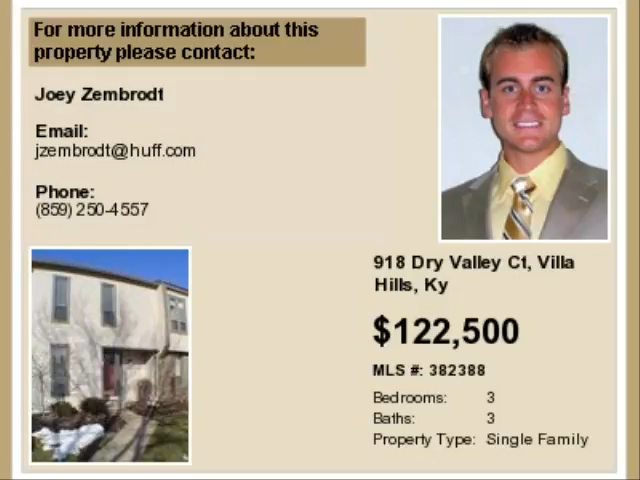 For more information about this
property please contact:
Joey Zembrodt
Email:
jzembrodt@huff.com
Phone:
(859) 250-4557
918 Dry Valley Ct, Villa
Hills, Ky
$122,500
MLS #: 382388
Bedrooms: 3
Baths: 3
Property Type: Single Family